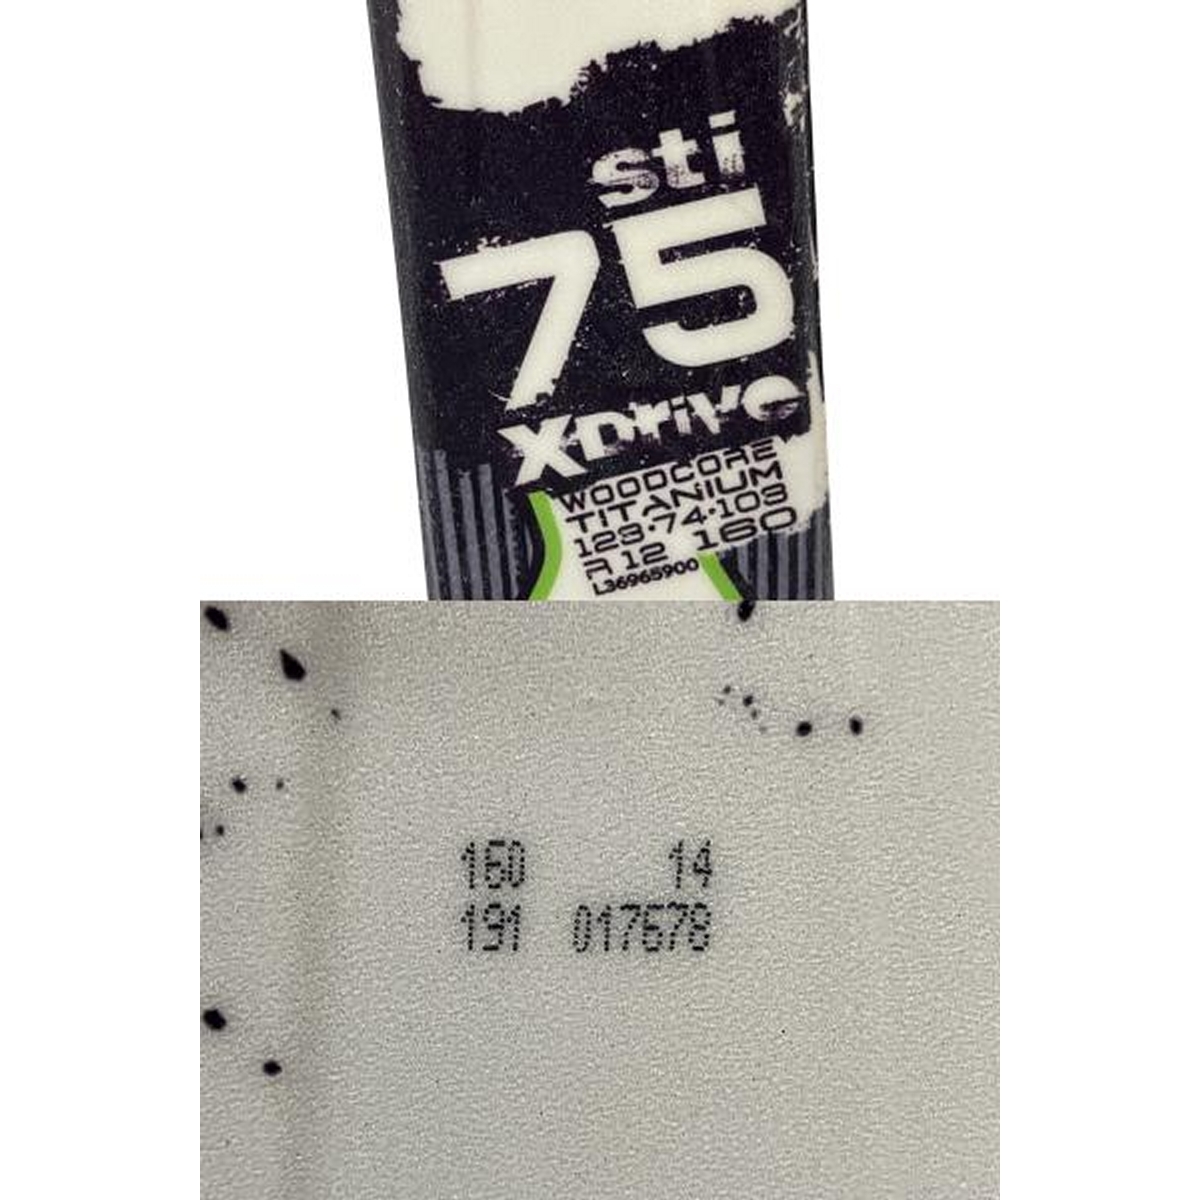 sti
75
XDrive
WOODCORE
TITANIUM
123·74·103
R 12 160
L36965900
160 14
191 017678